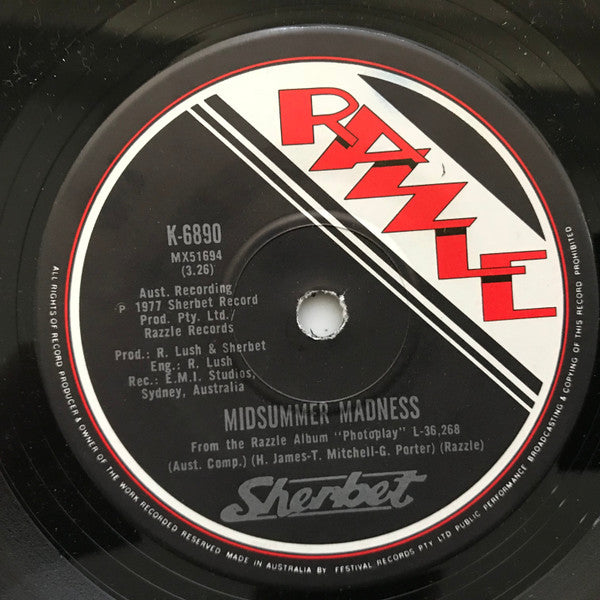 RAZZLE
K-6890
MX51694
(3.26)
Aust. Recording
℗ 1977 Sherbet Record
Prod. Pty. Ltd./
Razzle Records
Prod.: R. Lush & Sherbet
Eng.: R. Lush
Rec.: E.M.I. Studios,
Sydney, Australia
MIDSUMMER MADNESS
From the Razzle Album "Photoplay" L-36,268
(Aust. Comp.) (H. James-T. Mitchell-G. Porter) (Razzle)
Sherbet
ALL RIGHTS OF RECORD PRODUCER & OWNER OF THE WORK RECORDED RESERVED MADE IN AUSTRALIA BY FESTIVAL RECORDS PTY LTD PUBLIC PERFORMANCE BROADCASTING & COPYING OF THIS RECORD PROHIBITED